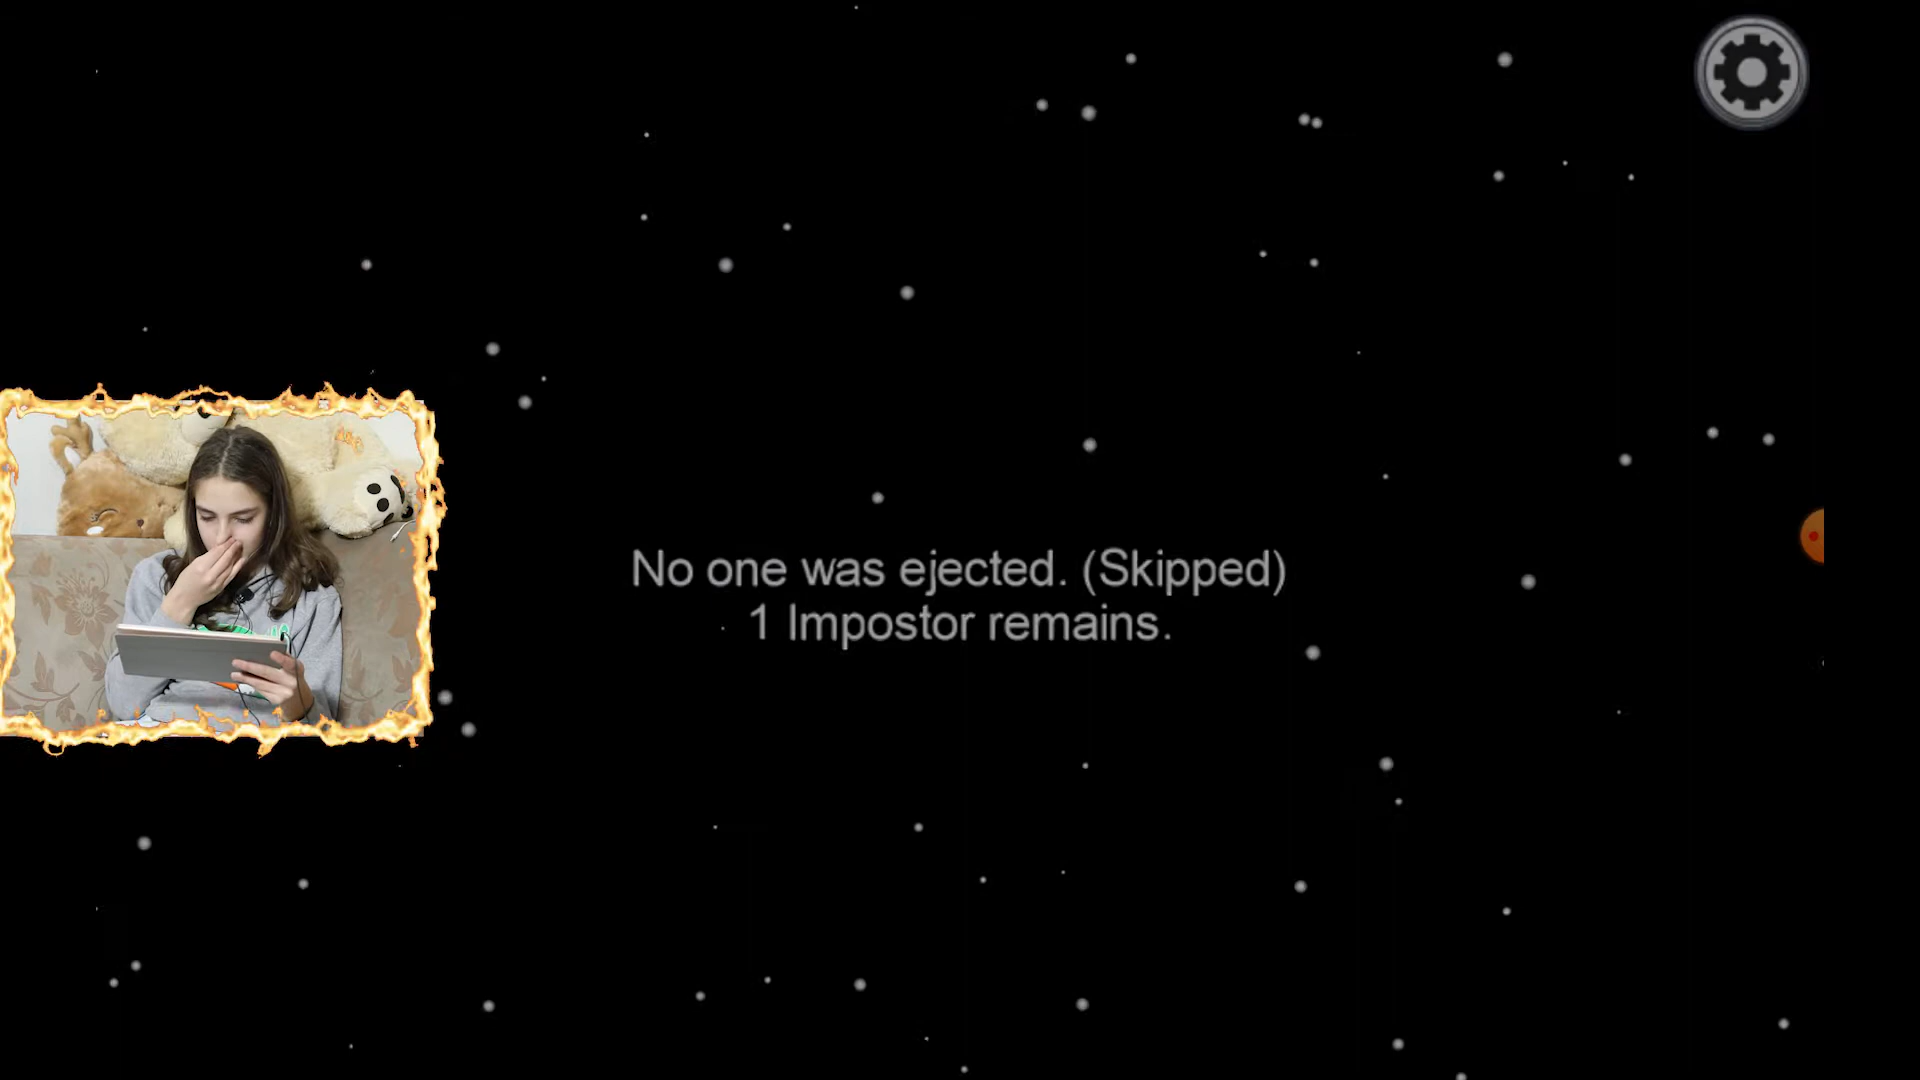 No one was ejected. (Skipped)
1 Impostor remains.